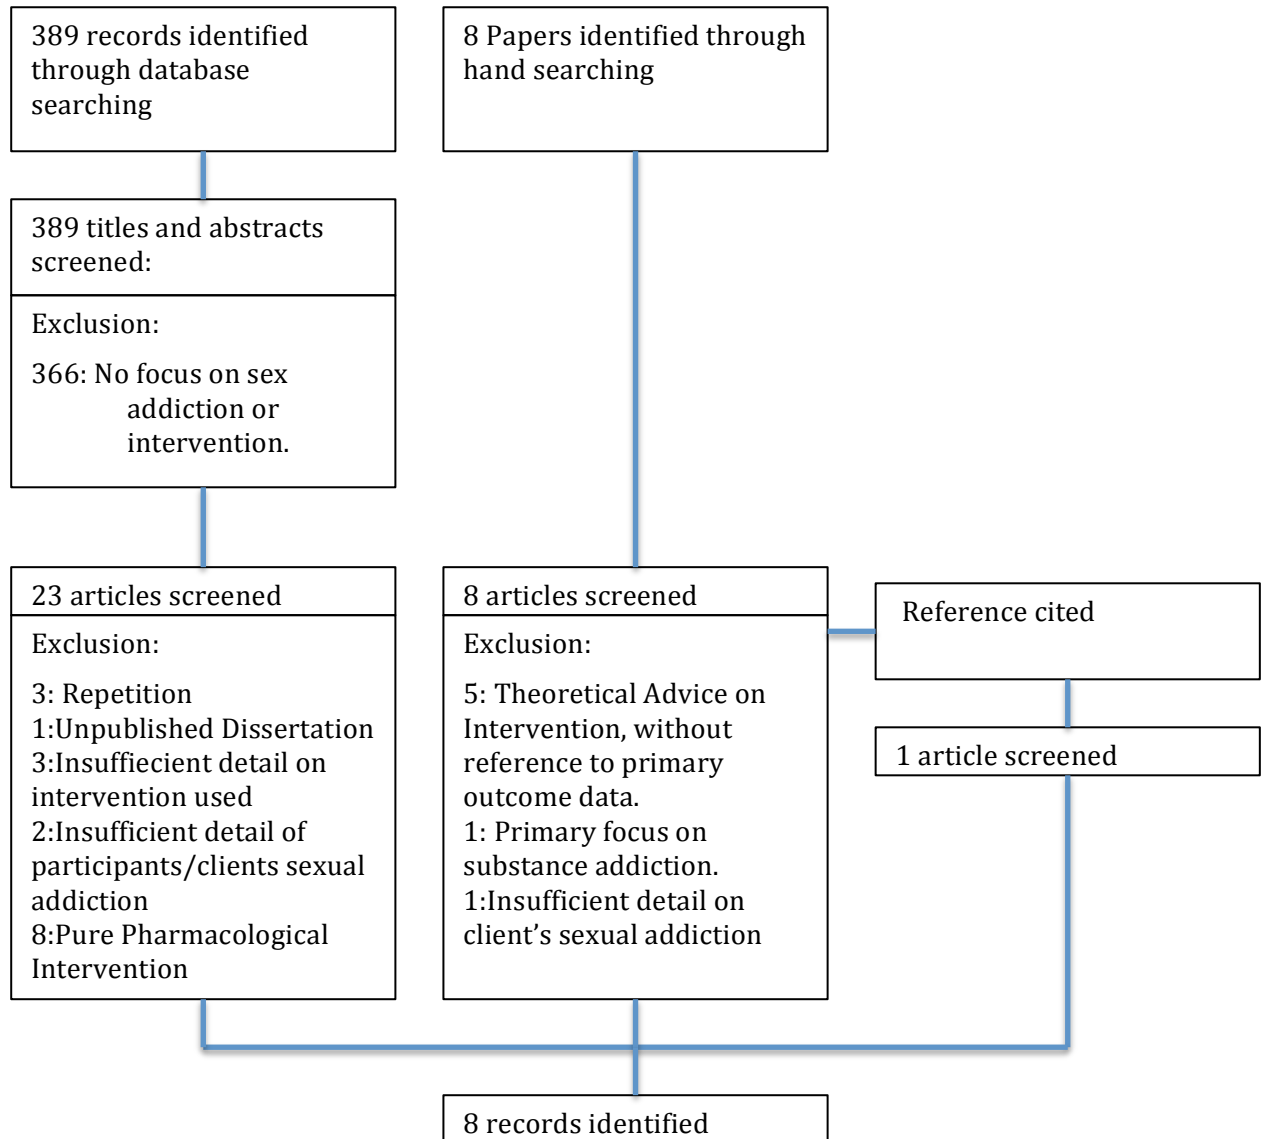 389 records identified
through database
searching
8 Papers identified through
hand searching
389 titles and abstracts
screened:
Exclusion:
366: No focus on sex
addiction or
intervention.
23 articles screened
Exclusion:
3: Repetition
1:Unpublished Dissertation
3:Insuffiecient detail on
intervention used
2:Insufficient detail of
participants/clients sexual
addiction
8:Pure Pharmacological
Intervention
8 articles screened
Exclusion:
5: Theoretical Advice on
Intervention, without
reference to primary
outcome data.
1: Primary focus on
substance addiction.
1:Insufficient detail on
client’s sexual addiction
Reference cited
1 article screened
8 records identified